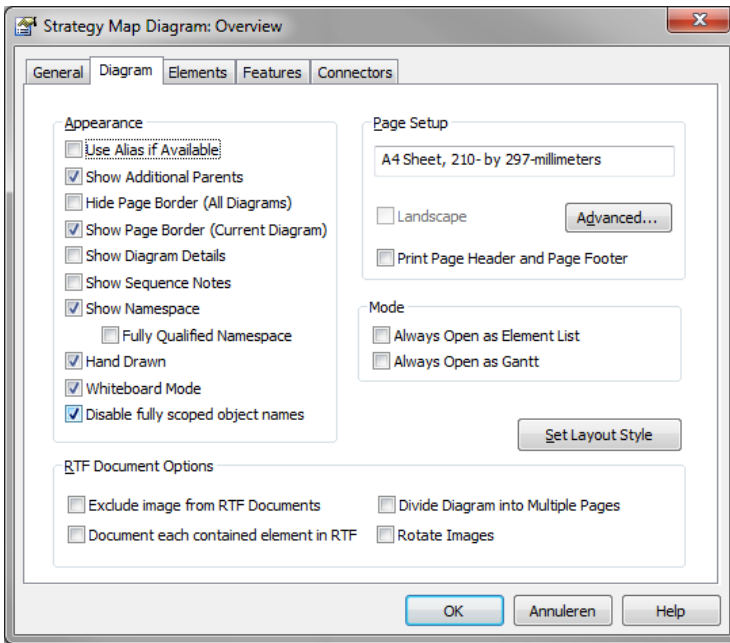 Strategy Map Diagram: Overview
General Diagram Elements Features Connectors
Appearance
Use Alias if Available
Show Additional Parents
Hide Page Border (All Diagrams)
Show Page Border (Current Diagram)
Show Diagram Details
Show Sequence Notes
Show Namespace
Fully Qualified Namespace
Hand Drawn
Whiteboard Mode
Disable fully scoped object names
Page Setup
A4 Sheet, 210- by 297-millimeters
Landscape
Advanced...
Print Page Header and Page Footer
Mode
Always Open as Element List
Always Open as Gantt
Set Layout Style
RTF Document Options
Exclude image from RTF Documents
Divide Diagram into Multiple Pages
Document each contained element in RTF
Rotate Images
OK
Annuleren
Help